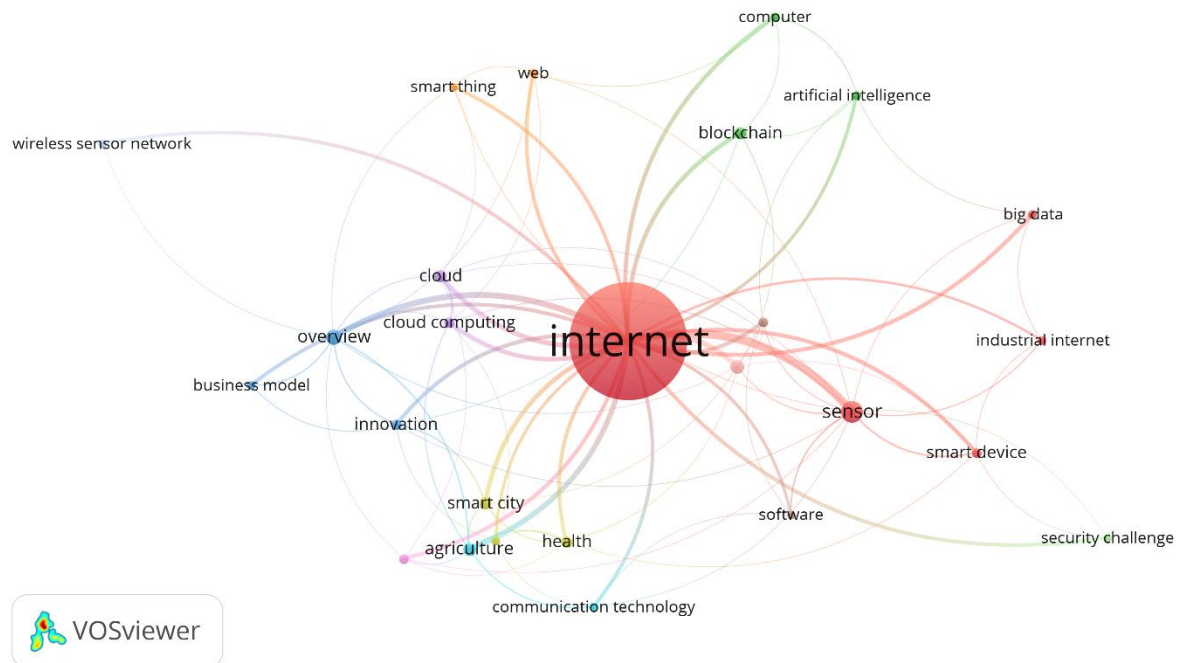 computer
web
smart thing
artificial intelligence
blockchain
wireless sensor network
big data
cloud
cloud computing
overview
internet
industrial internet
business model
sensor
innovation
smart device
smart city
software
health
agriculture
security challenge
communication technology
VOSviewer